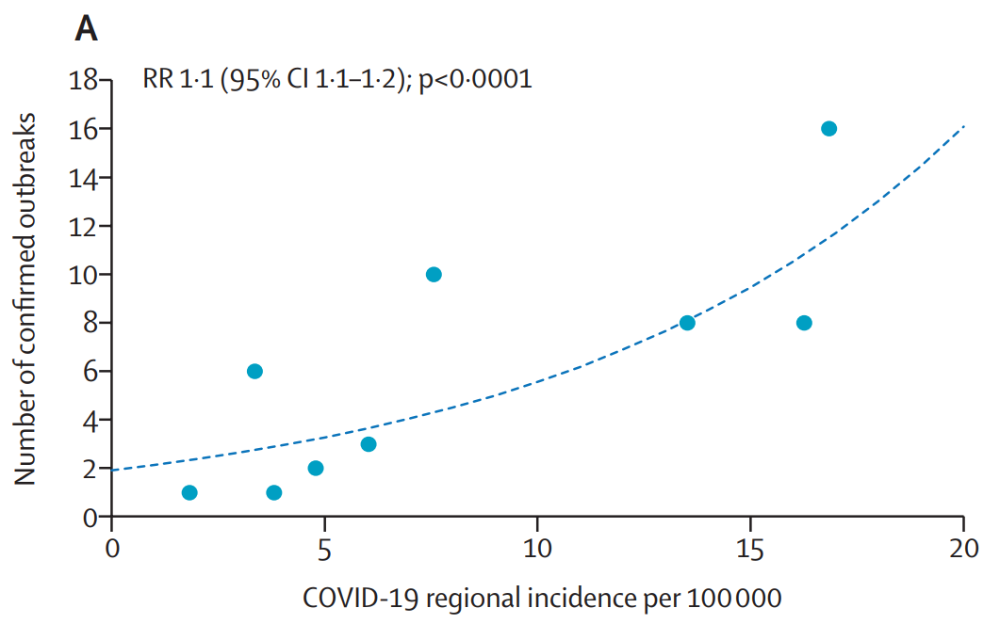 A
RR 1·1 (95% CI 1·1–1·2); p<0·0001
Number of confirmed outbreaks
18
16
14
12
10
8
6
4
2
0
0 5 10 15 20
COVID-19 regional incidence per 100 000